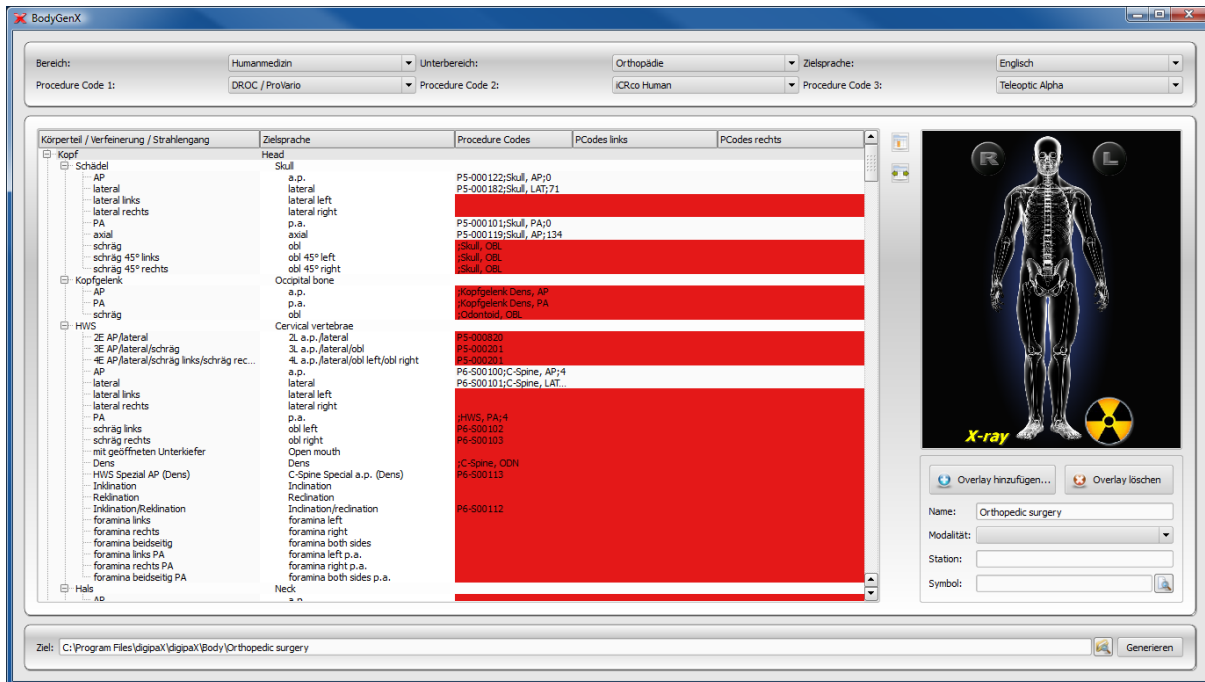 BodyGenX
Bereich: Humanmedizin Unterbereich: Orthopädie Zielsprache: Englisch
Procedure Code 1: DROC / ProVario Procedure Code 2: iCRco Human Procedure Code 3: Teleoptic Alpha
Körperteil / Verfeinerung / Strahlengang Zielsprache Procedure Codes PCodes links PCodes rechts
Kopf Head
Schädel Skull
AP a.p. P5-000122;Skull, AP;0
lateral lateral P5-000182;Skull, LAT;71
lateral links lateral left
lateral rechts lateral right
PA p.a. P5-000101;Skull, PA;0
axial axial P5-000119;Skull, AP;134
schräg obl ;Skull, OBL
schräg 45° links obl 45° left ;Skull, OBL
schräg 45° rechts obl 45° right ;Skull, OBL
Kopfgelenk Occipital bone
AP a.p. ;Kopfgelenk Dens, AP
PA p.a. ;Kopfgelenk Dens, PA
schräg obl ;Odontoid, OBL
HWS Cervical vertebrae
2E AP/lateral 2L a.p./lateral P5-000820
3E AP/lateral/schräg 3L a.p./lateral/obl P5-000201
4E AP/lateral/schräg links/schräg rec... 4L a.p./lateral/obl left/obl right P5-000201
AP a.p. P6-S00100;C-Spine, AP;4
lateral lateral P6-S00101;C-Spine, LAT...
lateral links lateral left
lateral rechts lateral right
PA p.a. ;HWS, PA;4
schräg links obl left P6-S00102
schräg rechts obl right P6-S00103
mit geöffneten Unterkiefer Open mouth
Dens Dens ;C-Spine, ODN
HWS Spezial AP (Dens) C-Spine Special a.p. (Dens) P6-S00113
Inklination Inclination
Reklination Reclination
Inklination/Reklination Inclination/reclination P6-S00112
foramina links foramina left
foramina rechts foramina right
foramina beidseitig foramina both sides
foramina links PA foramina left p.a.
foramina rechts PA foramina right p.a.
foramina beidseitig PA foramina both sides p.a.
Hals Neck
AP a.p.
R L
X-ray
Overlay hinzufügen... Overlay löschen
Name: Orthopedic surgery
Modalität:
Station:
Symbol:
Ziel: C:\Program Files\digipaX\digipaX\Body\Orthopedic surgery Generieren